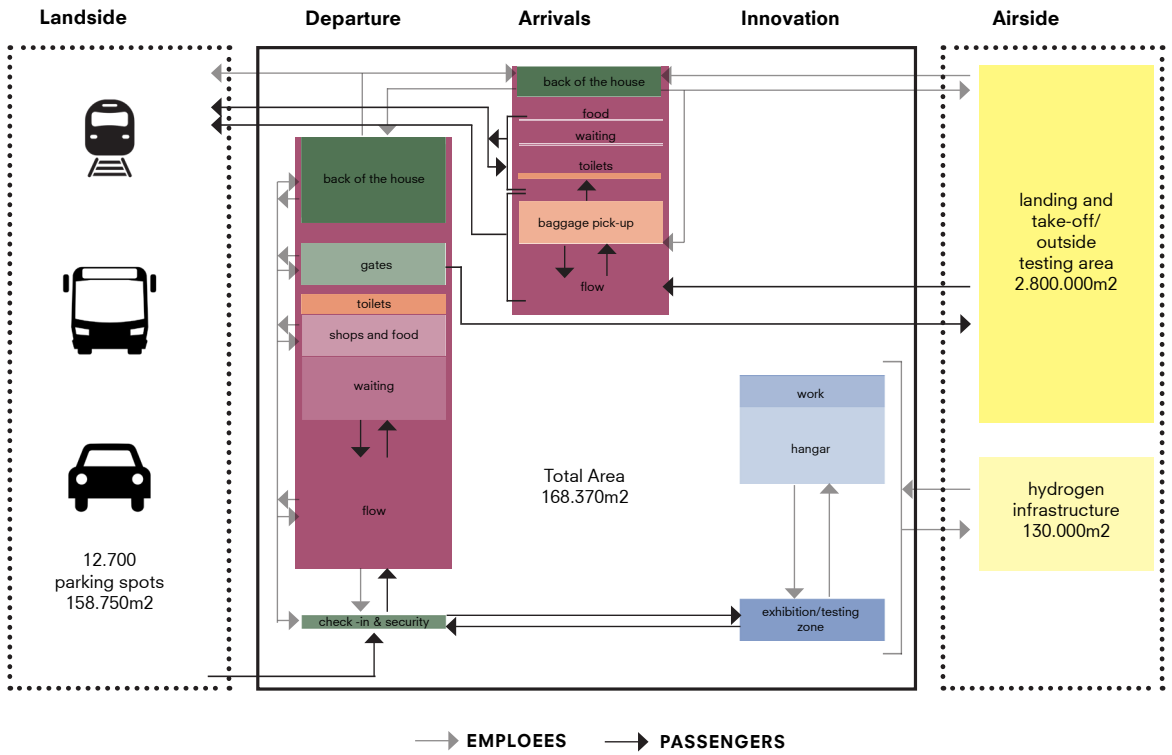 Landside
Departure
Arrivals
Innovation
Airside
12.700
parking spots
158.750m2
back of the house
gates
toilets
shops and food
waiting
flow
check -in & security
back of the house
food
waiting
toilets
baggage pick-up
flow
Total Area
168.370m2
work
hangar
exhibition/testing
zone
landing and
take-off/
outside
testing area
2.800.000m2
hydrogen
infrastructure
130.000m2
EMPLOEES
PASSENGERS